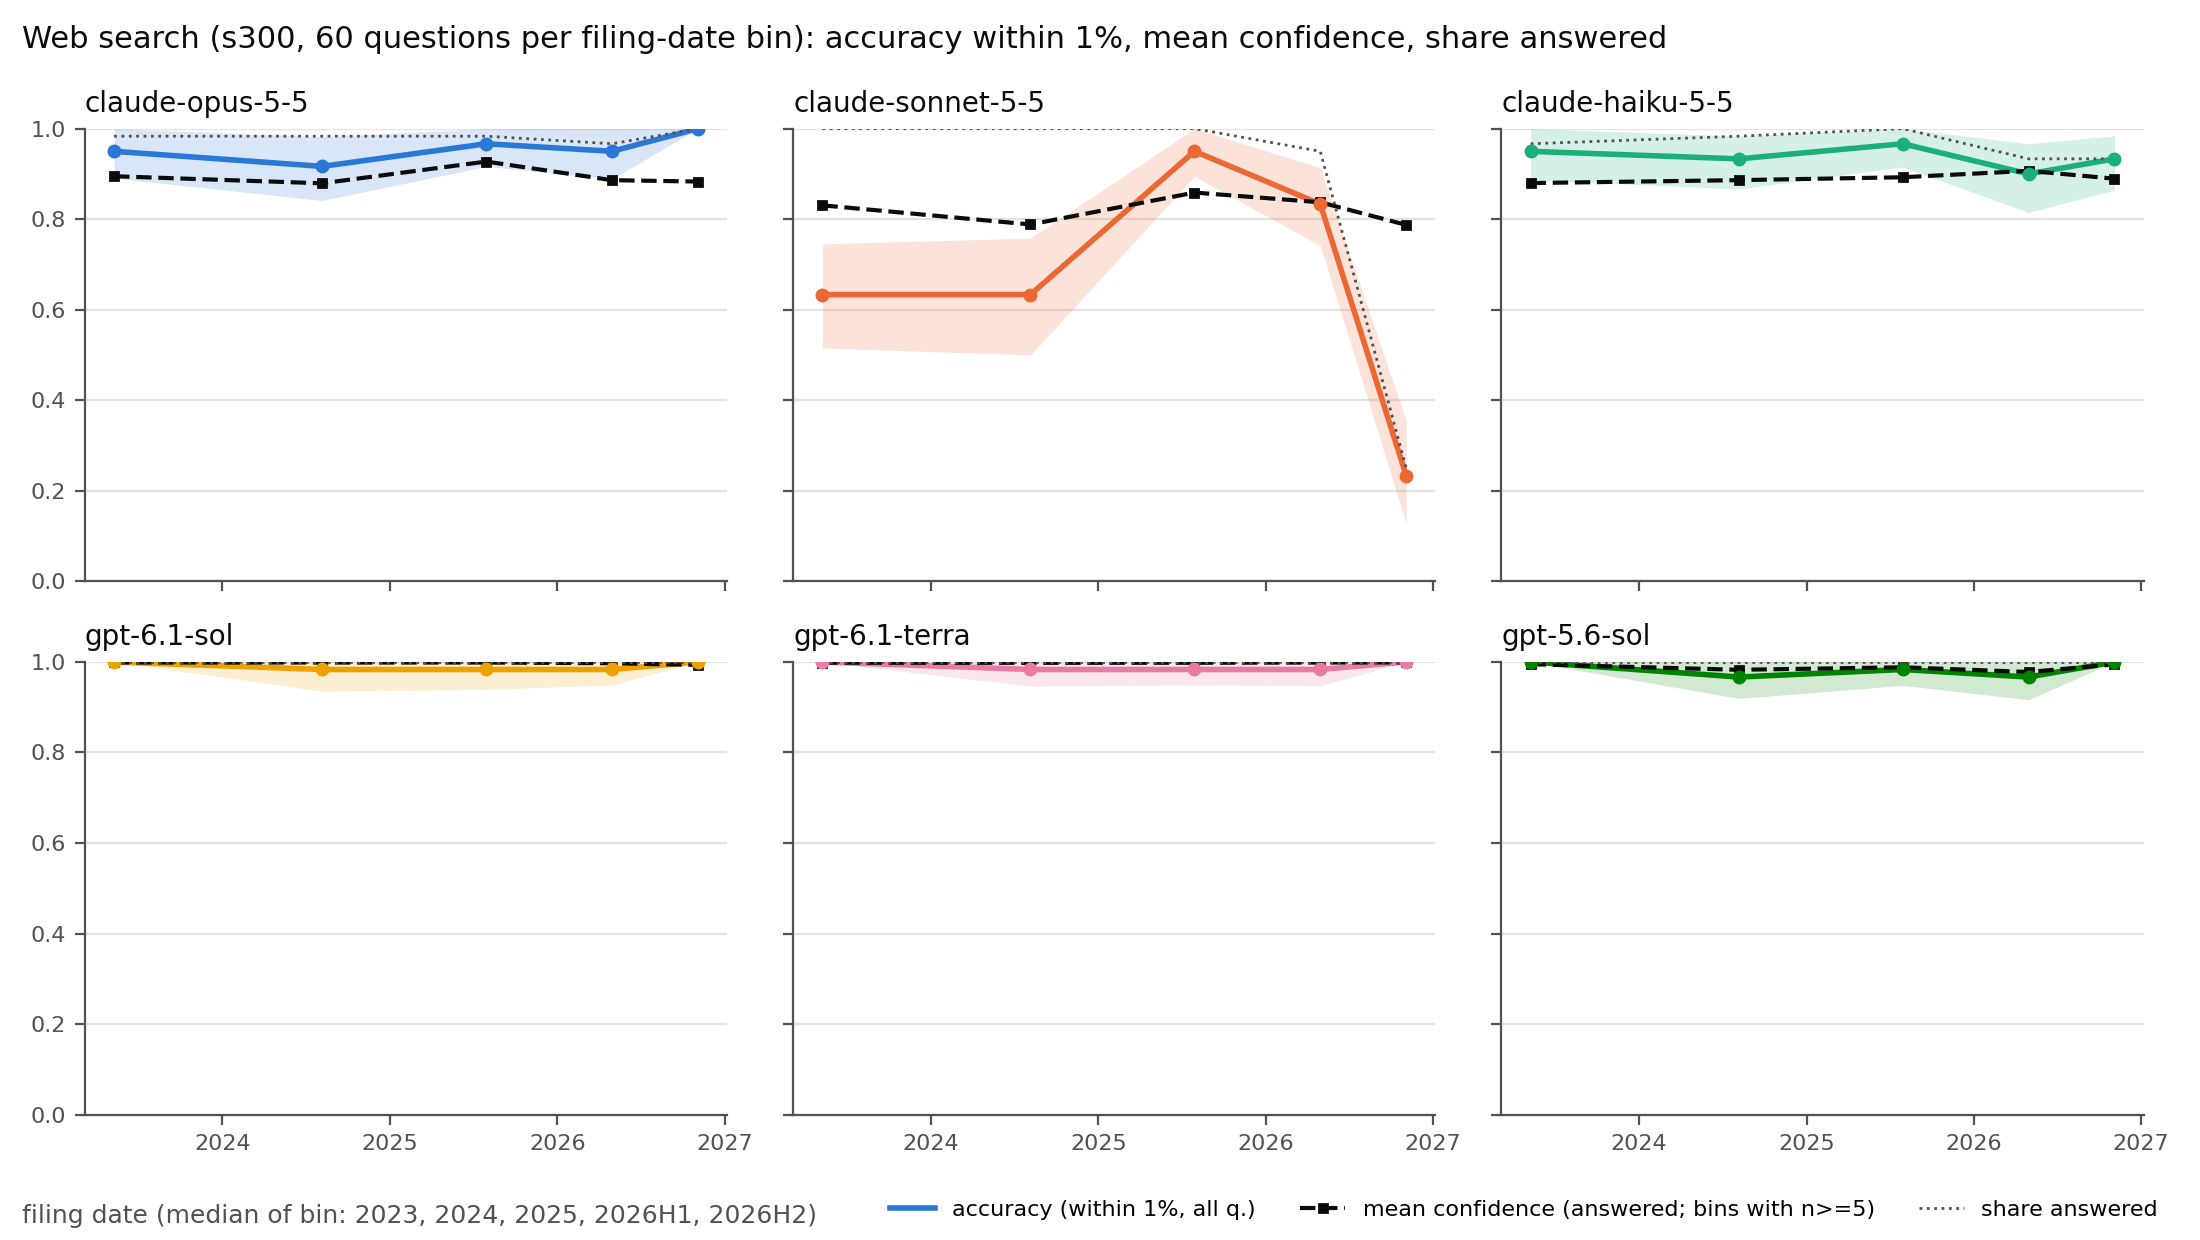 Web search (s300, 60 questions per filing-date bin): accuracy within 1%, mean confidence, share answered
claude-opus-5-5
claude-sonnet-5-5
claude-haiku-5-5
1.0
0.8
0.6
0.4
0.2
0.0
gpt-6.1-sol
gpt-6.1-terra
gpt-5.6-sol
1.0
0.8
0.6
0.4
0.2
0.0
2024 2025 2026 2027
2024 2025 2026 2027
2024 2025 2026 2027
filing date (median of bin: 2023, 2024, 2025, 2026H1, 2026H2)
accuracy (within 1%, all q.)
mean confidence (answered; bins with n>=5)
share answered